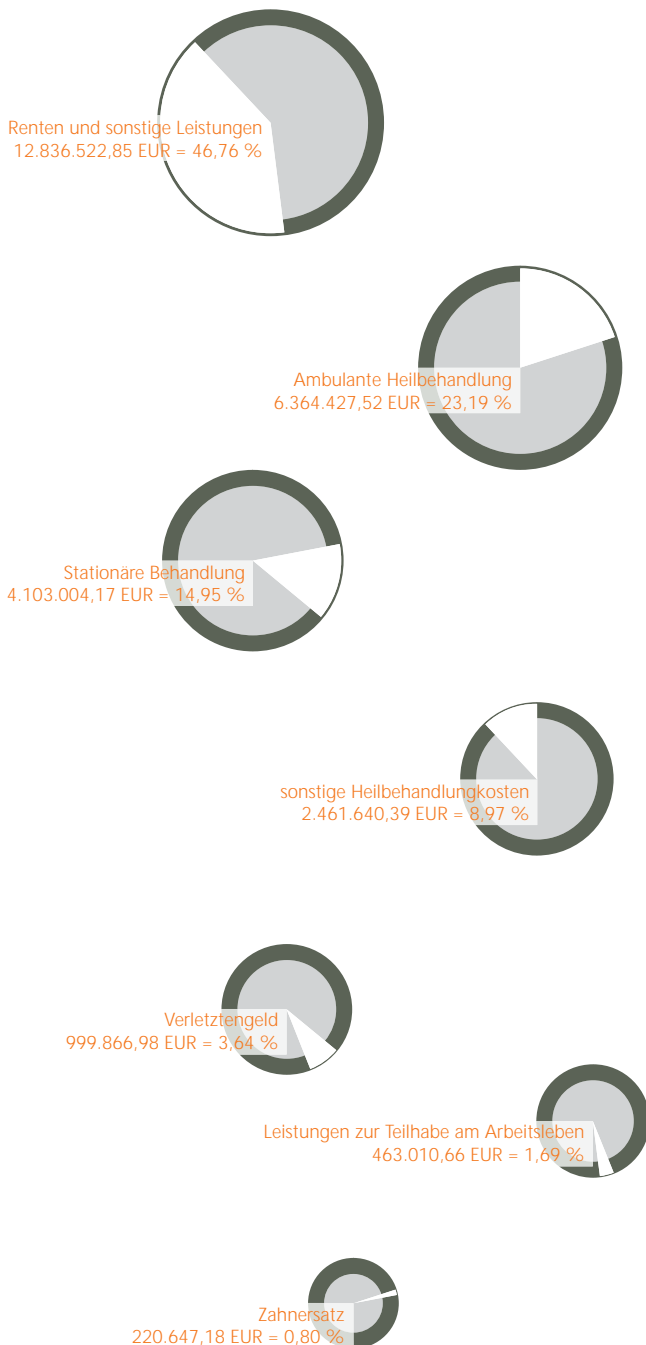 Renten und sonstige Leistungen
12.836.522,85 EUR = 46,76 %
Ambulante Heilbehandlung
6.364.427,52 EUR = 23,19 %
Stationäre Behandlung
4.103.004,17 EUR = 14,95 %
sonstige Heilbehandlungkosten
2.461.640,39 EUR = 8,97 %
Verletztengeld
999.866,98 EUR = 3,64 %
Leistungen zur Teilhabe am Arbeitsleben
463.010,66 EUR = 1,69 %
Zahnersatz
220.647,18 EUR = 0,80 %